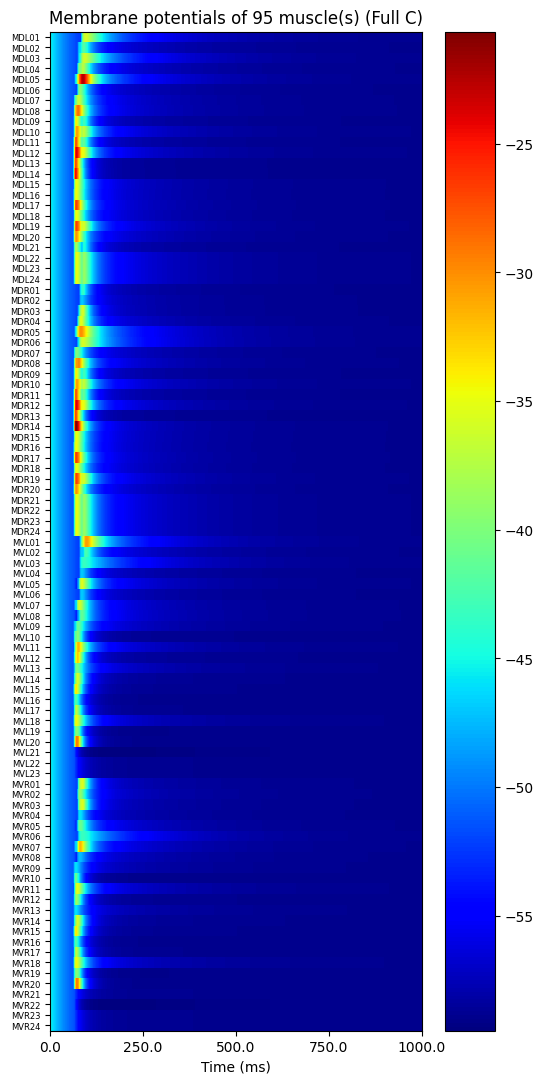 Membrane potentials of 95 muscle(s) (Full C)
MDL01
MDL02
MDL03
MDL04
MDL05
MDL06
MDL07
MDL08
MDL09
MDL10
MDL11
MDL12
MDL13
MDL14
MDL15
MDL16
MDL17
MDL18
MDL19
MDL20
MDL21
MDL22
MDL23
MDL24
MDR01
MDR02
MDR03
MDR04
MDR05
MDR06
MDR07
MDR08
MDR09
MDR10
MDR11
MDR12
MDR13
MDR14
MDR15
MDR16
MDR17
MDR18
MDR19
MDR20
MDR21
MDR22
MDR23
MDR24
MVL01
MVL02
MVL03
MVL04
MVL05
MVL06
MVL07
MVL08
MVL09
MVL10
MVL11
MVL12
MVL13
MVL14
MVL15
MVL16
MVL17
MVL18
MVL19
MVL20
MVL21
MVL22
MVL23
MVR01
MVR02
MVR03
MVR04
MVR05
MVR06
MVR07
MVR08
MVR09
MVR10
MVR11
MVR12
MVR13
MVR14
MVR15
MVR16
MVR17
MVR18
MVR19
MVR20
MVR21
MVR22
MVR23
MVR24
0.0 250.0 500.0 750.0 1000.0
Time (ms)
−25
−30
−35
−40
−45
−50
−55